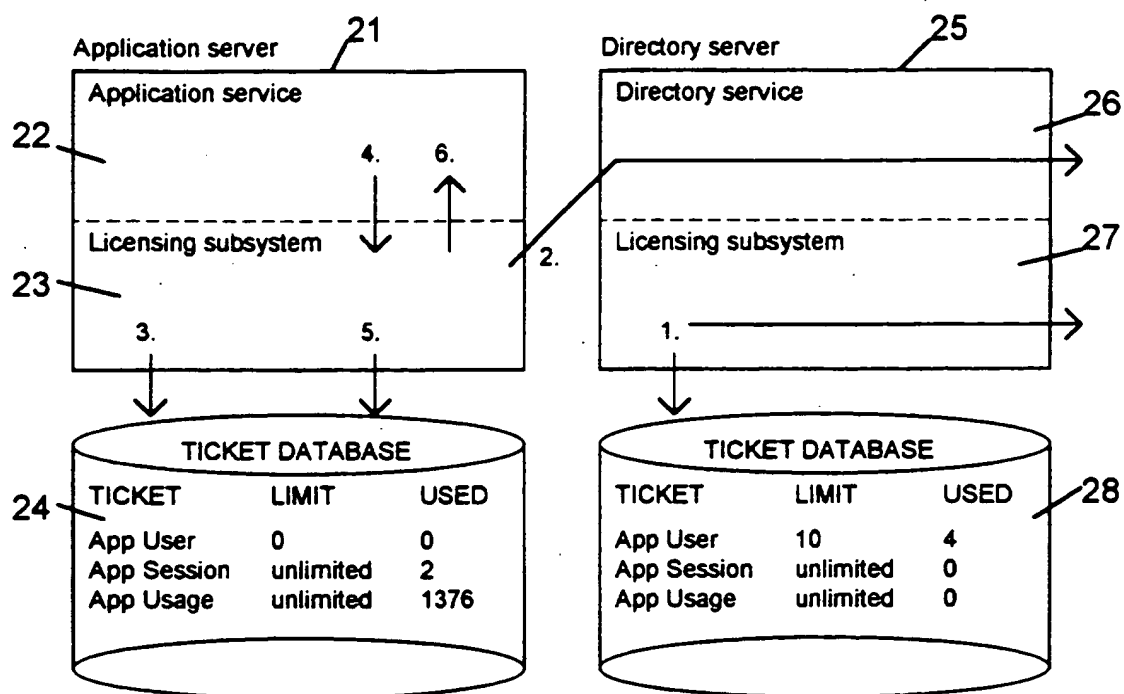 21
25
Application server
Directory server
Application service
Directory service
22
26
4.
6.
Licensing subsystem
Licensing subsystem
2.
27
23
3.
5.
1.
TICKET DATABASE
TICKET DATABASE
TICKET LIMIT USED
TICKET LIMIT USED
24
28
App User 0 0
App User 10 4
App Session unlimited 2
App Session unlimited 0
App Usage unlimited 1376
App Usage unlimited 0